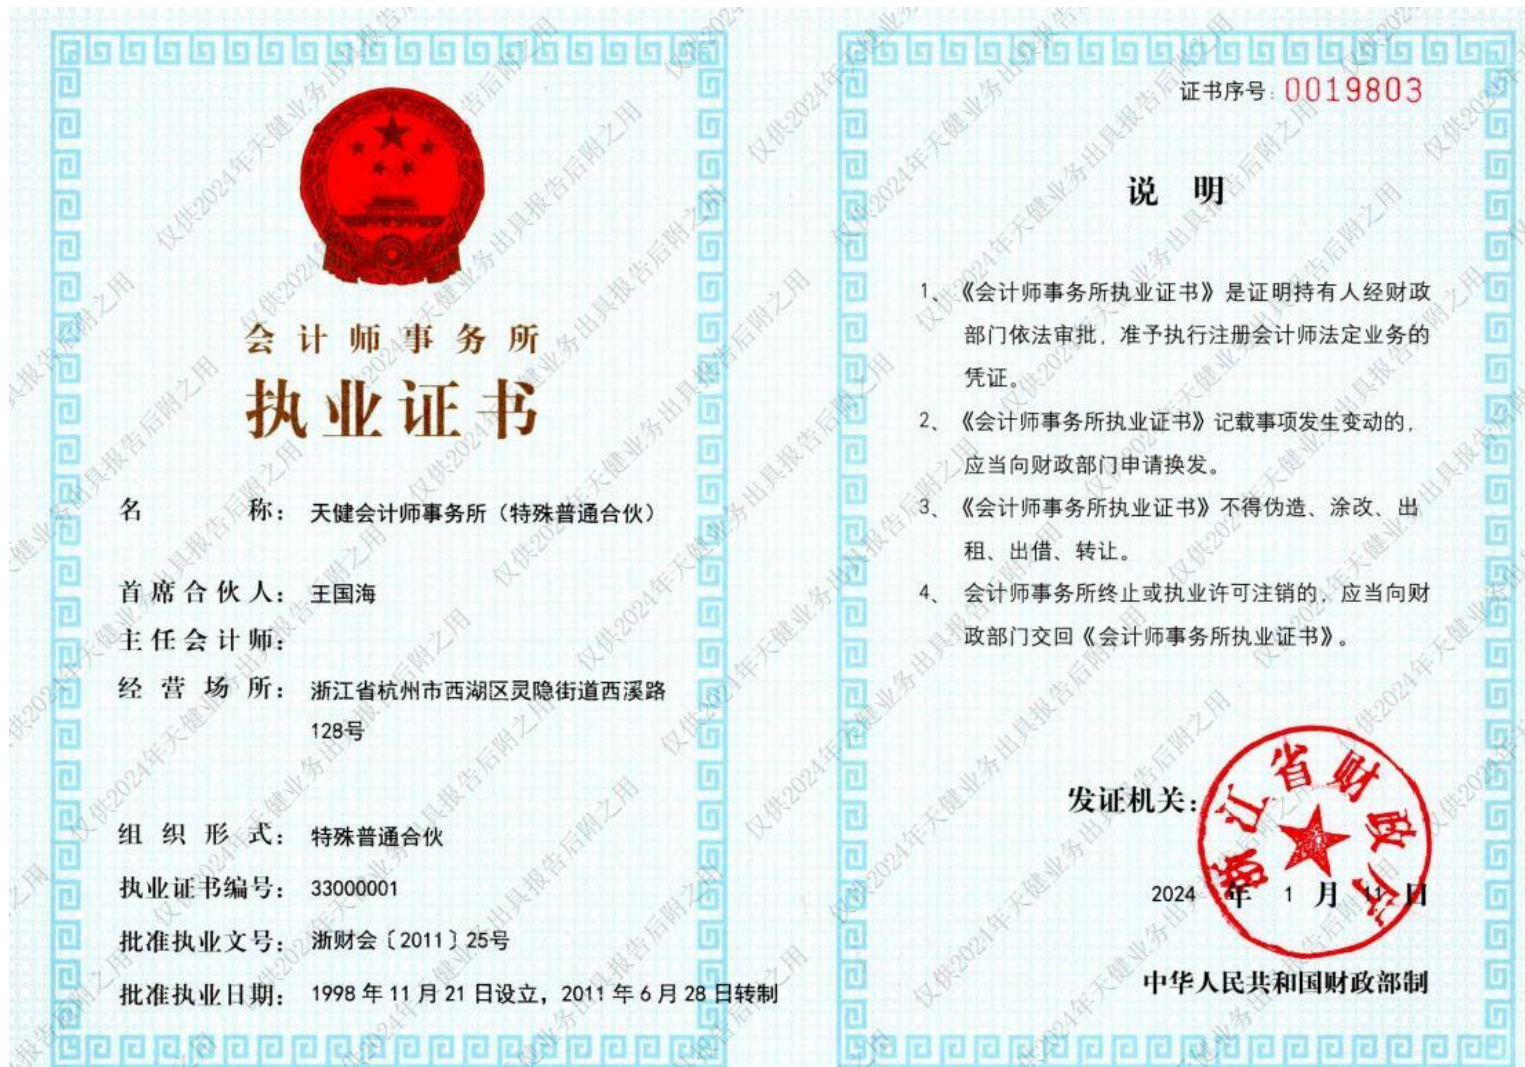 会计师事务所
执业证书
名 称： 天健会计师事务所（特殊普通合伙）
首席合伙人： 王国海
主任会计师：
经营场所： 浙江省杭州市西湖区灵隐街道西溪路
128号
组织形式： 特殊普通合伙
执业证书编号： 33000001
批准执业文号： 浙财会〔2011〕25号
批准执业日期： 1998年11月21日设立，2011年6月28日转制
证书序号：0019803
说 明
1、《会计师事务所执业证书》是证明持有人经财政
部门依法审批，准予执行注册会计师法定业务的
凭证。
2、《会计师事务所执业证书》记载事项发生变动的，
应当向财政部门申请换发。
3、《会计师事务所执业证书》不得伪造、涂改、出
租、出借、转让。
4、会计师事务所终止或执业许可注销的，应当向财
政部门交回《会计师事务所执业证书》。
发证机关：
浙江省财政厅
2024 年 1 月 11 日
中华人民共和国财政部制
仅供2024年天健业务出具报告后附之用